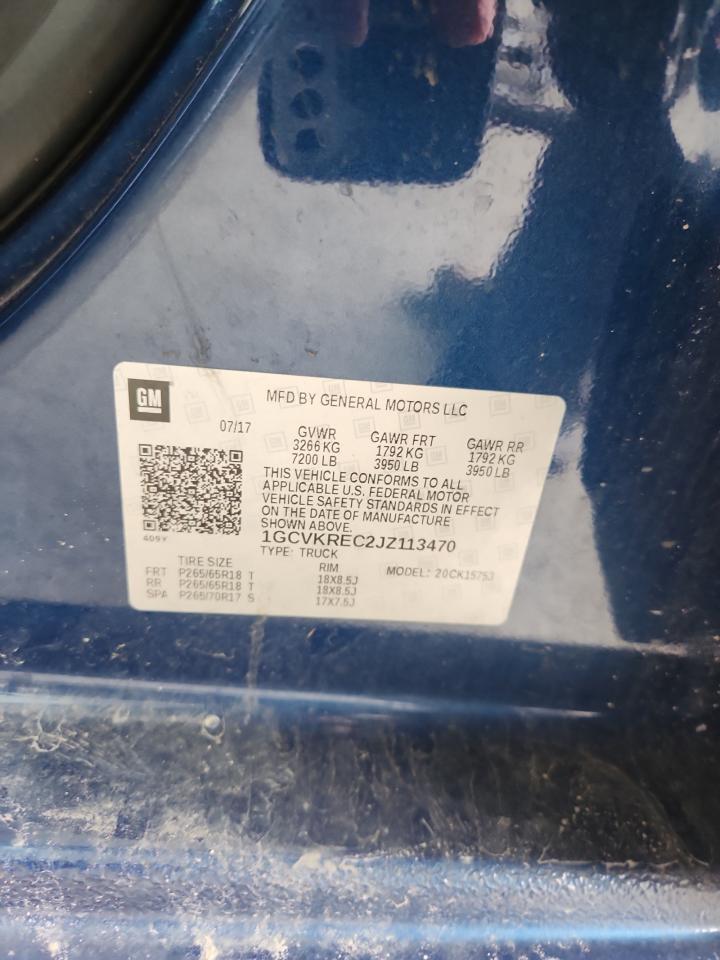 GM
MFD BY GENERAL MOTORS LLC
07/17 GVWR GAWR FRT GAWR RR
3266 KG 1792 KG 1792 KG
7200 LB 3950 LB 3950 LB
THIS VEHICLE CONFORMS TO ALL
APPLICABLE U.S. FEDERAL MOTOR
VEHICLE SAFETY STANDARDS IN EFFECT
ON THE DATE OF MANUFACTURE
SHOWN ABOVE.
409Y
1GCVKREC2JZ113470
TYPE: TRUCK
TIRE SIZE RIM MODEL: 20CK15753
FRT P265/65R18 T 18X8.5J
RR P265/65R18 T 18X8.5J
SPA P265/70R17 S 17X7.5J